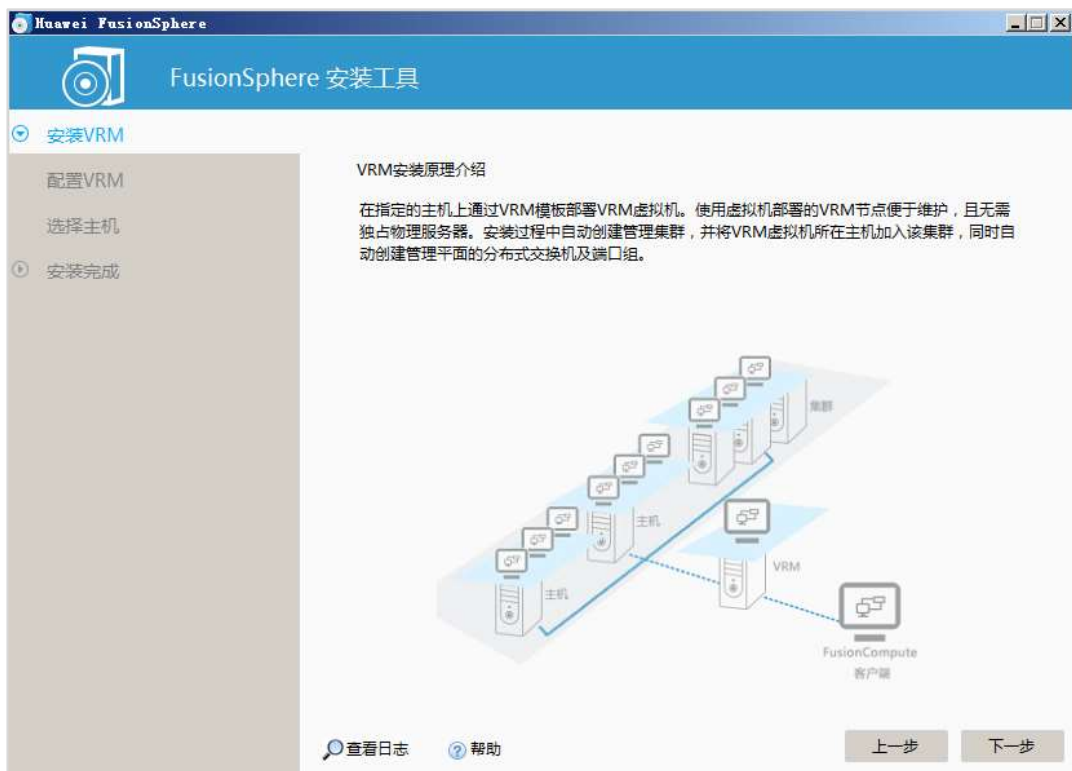 Huawei FusionSphere
FusionSphere 安装工具
安装VRM
配置VRM
选择主机
安装完成
VRM安装原理介绍
在指定的主机上通过VRM模板部署VRM虚拟机。使用虚拟机部署的VRM节点便于维护，且无需
独占物理服务器。安装过程中自动创建管理集群，并将VRM虚拟机所在主机加入该集群，同时自
动创建管理平面的分布式交换机及端口组。
集群
主机
VRM
主机
FusionCompute
客户端
查看日志
帮助
上一步
下一步